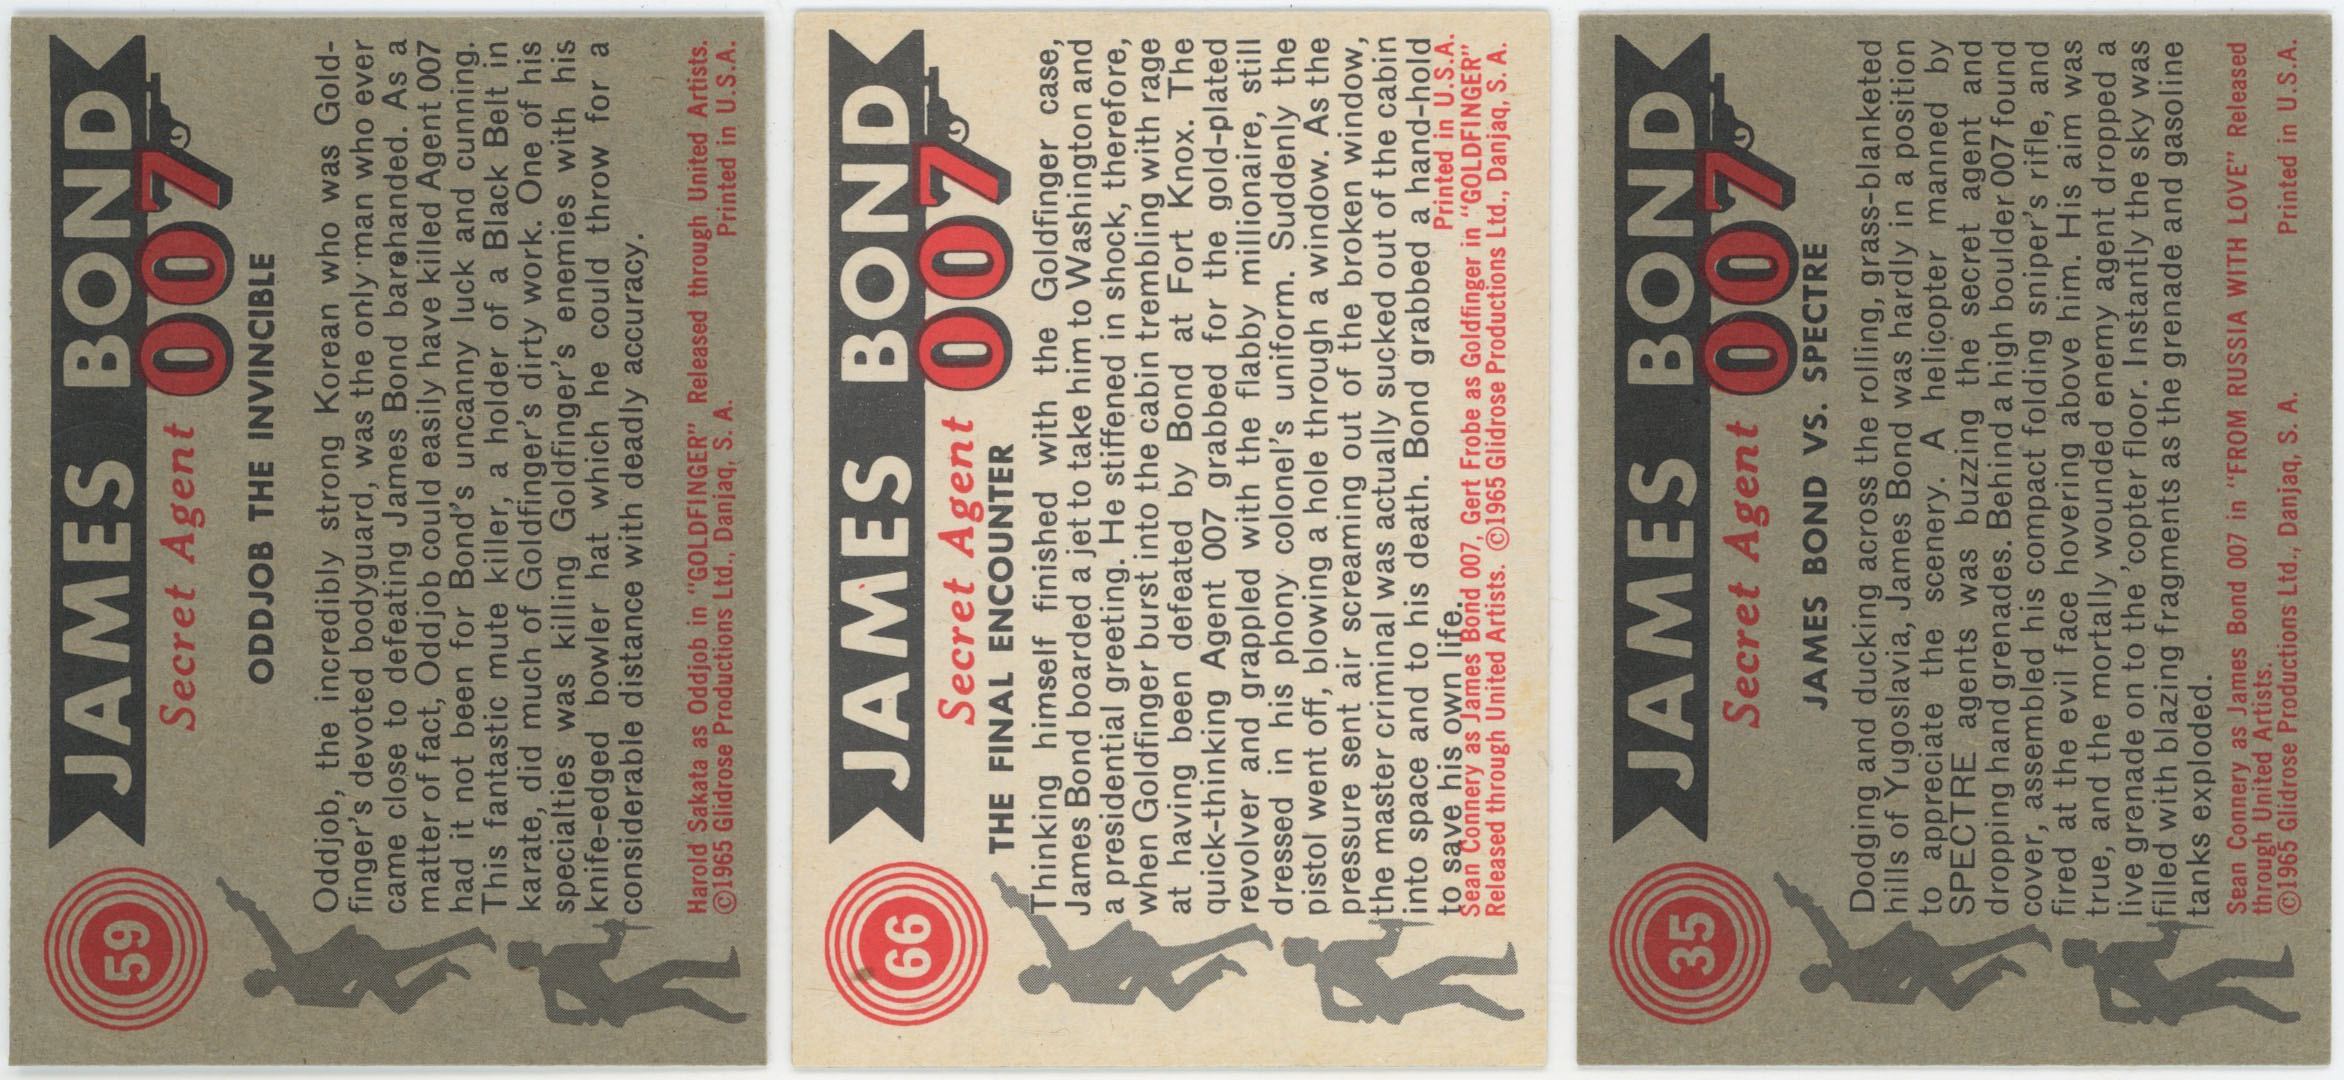 59
JAMES BOND
Secret Agent 007
ODDJOB THE INVINCIBLE
Oddjob, the incredibly strong Korean who was Gold-
finger's devoted bodyguard, was the only man who ever
came close to defeating James Bond barehanded. As a
matter of fact, Oddjob could easily have killed Agent 007
had it not been for Bond's uncanny luck and cunning.
This fantastic mute killer, a holder of a Black Belt in
karate, did much of Goldfinger's dirty work. One of his
specialties was killing Goldfinger's enemies with his
knife-edged bowler hat which he could throw for a
considerable distance with deadly accuracy.
Harold Sakata as Oddjob in "GOLDFINGER" Released through United Artists.
©1965 Glidrose Productions Ltd., Danjaq, S. A. Printed in U.S.A.
66
JAMES BOND
Secret Agent 007
THE FINAL ENCOUNTER
Thinking himself finished with the Goldfinger case,
James Bond boarded a jet to take him to Washington and
a presidential greeting. He stiffened in shock, therefore,
when Goldfinger burst into the cabin trembling with rage
at having been defeated by Bond at Fort Knox. The
quick-thinking Agent 007 grabbed for the gold-plated
revolver and grappled with the flabby millionaire, still
dressed in his phony colonel's uniform. Suddenly the
pistol went off, blowing a hole through a window. As the
pressure sent air screaming out of the broken window,
the master criminal was actually sucked out of the cabin
into space and to his death. Bond grabbed a hand-hold
to save his own life.
Printed in U.S.A.
Sean Connery as James Bond 007, Gert Frobe as Goldfinger in "GOLDFINGER"
Released through United Artists. ©1965 Glidrose Productions Ltd., Danjaq, S. A.
35
JAMES BOND
Secret Agent 007
JAMES BOND VS. SPECTRE
Dodging and ducking across the rolling, grass-blanketed
hills of Yugoslavia, James Bond was hardly in a position
to appreciate the scenery. A helicopter manned by
SPECTRE agents was buzzing the secret agent and
dropping hand grenades. Behind a high boulder 007 found
cover, assembled his compact folding sniper's rifle, and
fired at the evil face hovering above him. His aim was
true, and the mortally wounded enemy agent dropped a
live grenade on to the 'copter floor. Instantly the sky was
filled with blazing fragments as the grenade and gasoline
tanks exploded.
Sean Connery as James Bond 007 in "FROM RUSSIA WITH LOVE" Released
through United Artists.
©1965 Glidrose Productions Ltd., Danjaq, S. A. Printed in U.S.A.